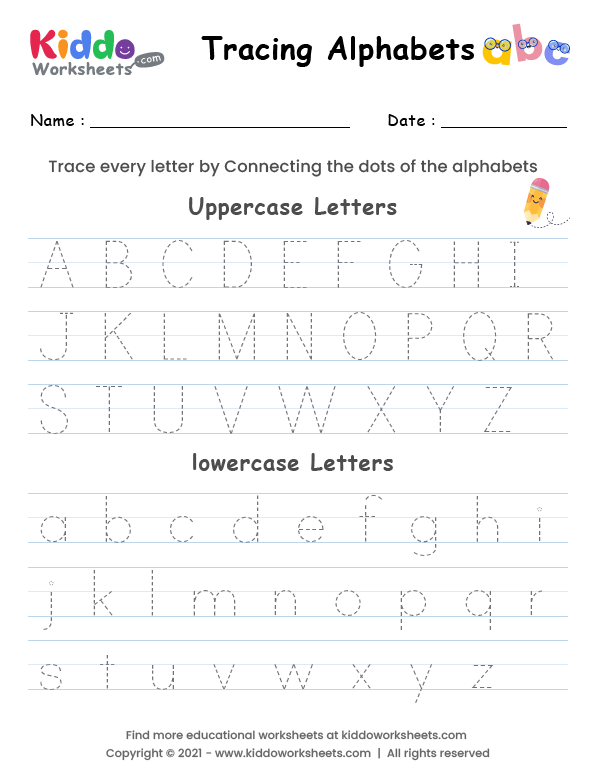 Kiddo
Worksheets .com
Tracing Alphabets abc
Name : Date :
Trace every letter by Connecting the dots of the alphabets
Uppercase Letters
A B C D E F G H I
J K L M N O P Q R
S T U V W X Y Z
lowercase Letters
a b c d e f g h i
j k l m n o p q r
s t u v w x y z
Find more educational worksheets at kiddoworksheets.com
Copyright © 2021 - www.kiddoworksheets.com | All rights reserved